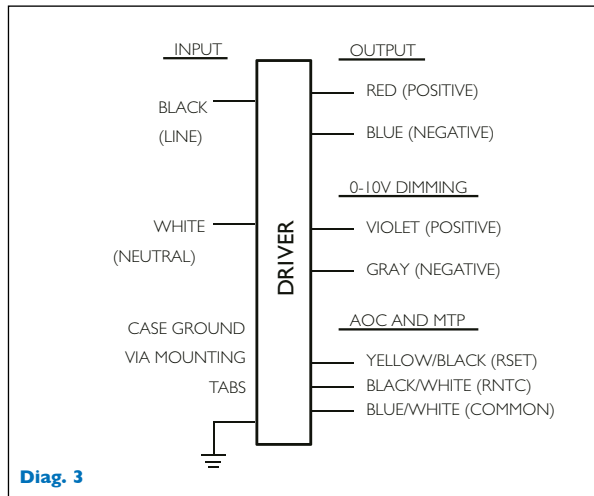 INPUT
BLACK
(LINE)
WHITE
(NEUTRAL)
CASE GROUND
VIA MOUNTING
TABS
DRIVER
OUTPUT
RED (POSITIVE)
BLUE (NEGATIVE)
0-10V DIMMING
VIOLET (POSITIVE)
GRAY (NEGATIVE)
AOC AND MTP
YELLOW/BLACK (RSET)
BLACK/WHITE (RNTC)
BLUE/WHITE (COMMON)
Diag. 3